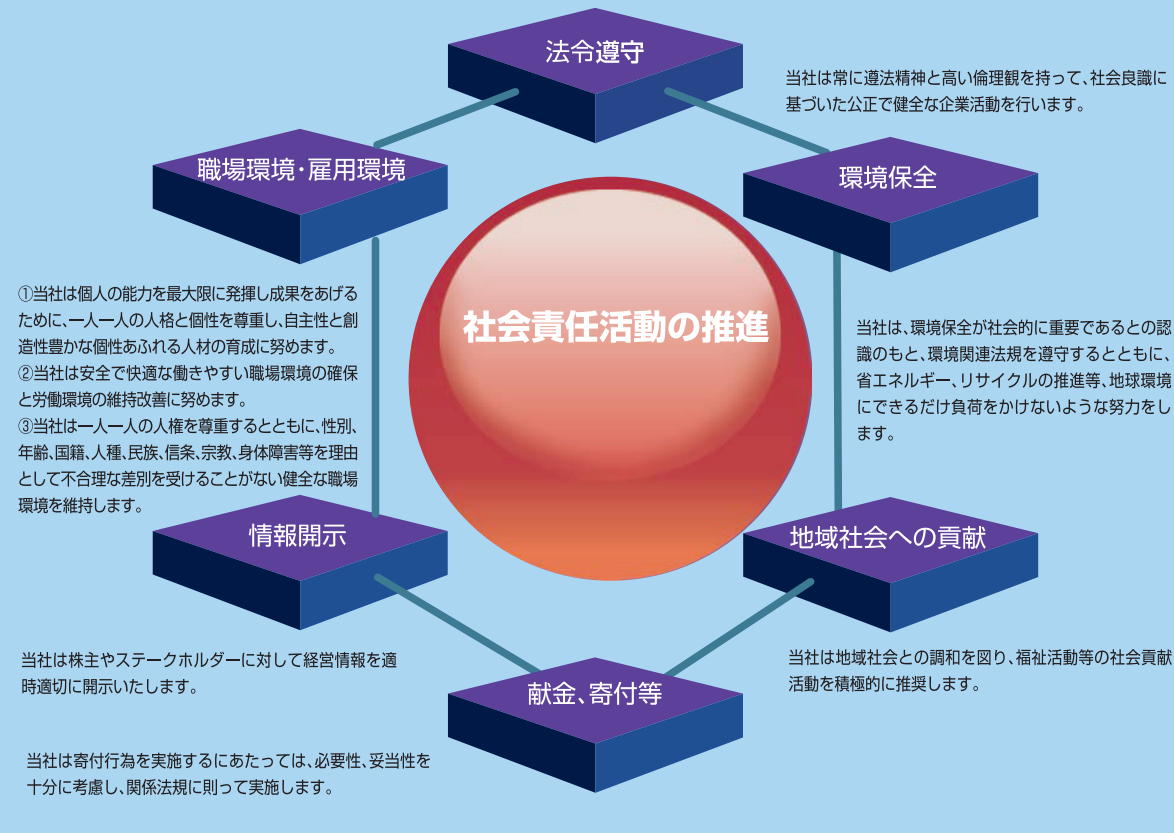 法令遵守
当社は常に遵法精神と高い倫理観を持って、社会良識に
基づいた公正で健全な企業活動を行います。
環境保全
当社は、環境保全が社会的に重要であるとの認
識のもと、環境関連法規を遵守するとともに、
省エネルギー、リサイクルの推進等、地球環境
にできるだけ負荷をかけないような努力をし
ます。
地域社会への貢献
当社は地域社会との調和を図り、福祉活動等の社会貢献
活動を積極的に推奨します。
献金、寄付等
当社は寄付行為を実施するにあたっては、必要性、妥当性を
十分に考慮し、関係法規に則って実施します。
情報開示
当社は株主やステークホルダーに対して経営情報を適
時適切に開示いたします。
職場環境・雇用環境
①当社は個人の能力を最大限に発揮し成果をあげる
ために、一人一人の人格と個性を尊重し、自主性と創
造性豊かな個性あふれる人材の育成に努めます。
②当社は安全で快適な働きやすい職場環境の確保
と労働環境の維持改善に努めます。
③当社は一人一人の人権を尊重するとともに、性別、
年齢、国籍、人種、民族、信条、宗教、身体障害等を理由
として不合理な差別を受けることがない健全な職場
環境を維持します。
社会責任活動の推進